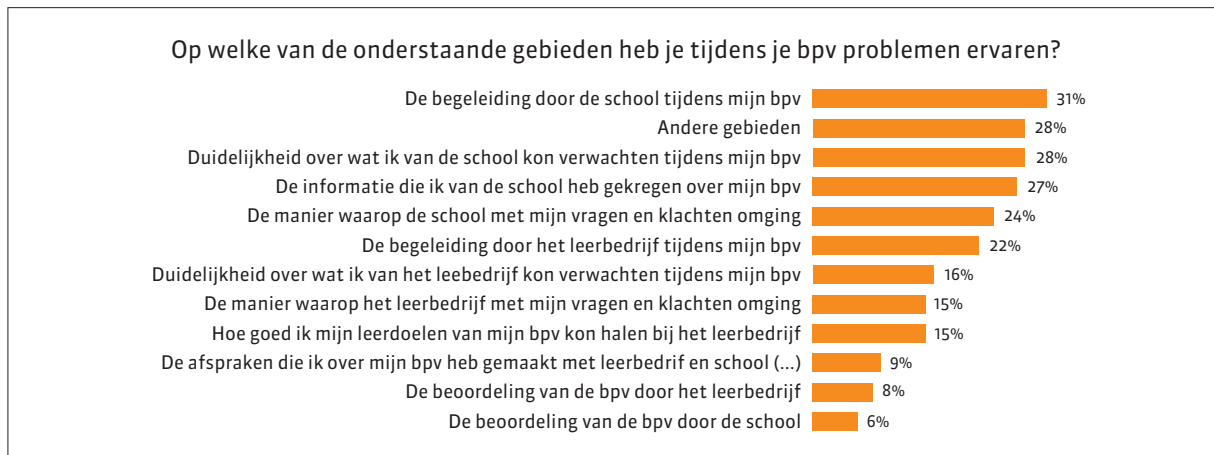 Op welke van de onderstaande gebieden heb je tijdens je bpv problemen ervaren?
De begeleiding door de school tijdens mijn bpv 31%
Andere gebieden 28%
Duidelijkheid over wat ik van de school kon verwachten tijdens mijn bpv 28%
De informatie die ik van de school heb gekregen over mijn bpv 27%
De manier waarop de school met mijn vragen en klachten omging 24%
De begeleiding door het leerbedrijf tijdens mijn bpv 22%
Duidelijkheid over wat ik van het leebedrijf kon verwachten tijdens mijn bpv 16%
De manier waarop het leerbedrijf met mijn vragen en klachten omging 15%
Hoe goed ik mijn leerdoelen van mijn bpv kon halen bij het leerbedrijf 15%
De afspraken die ik over mijn bpv heb gemaakt met leerbedrif en school (...) 9%
De beoordeling van de bpv door het leerbedrijf 8%
De beoordeling van de bpv door de school 6%